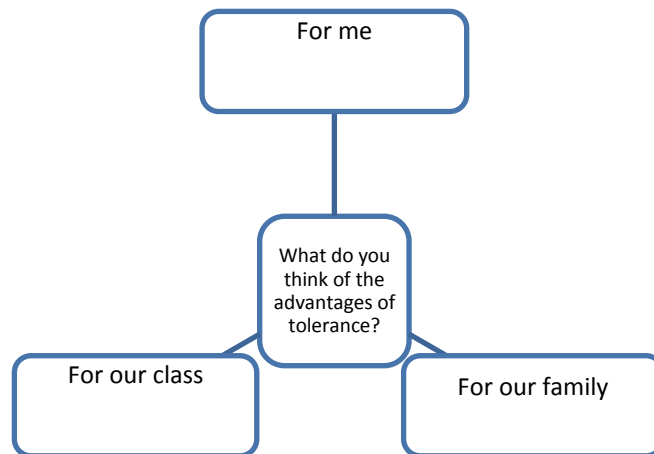 For me
What do you
think of the
advantages of
tolerance?
For our class
For our family